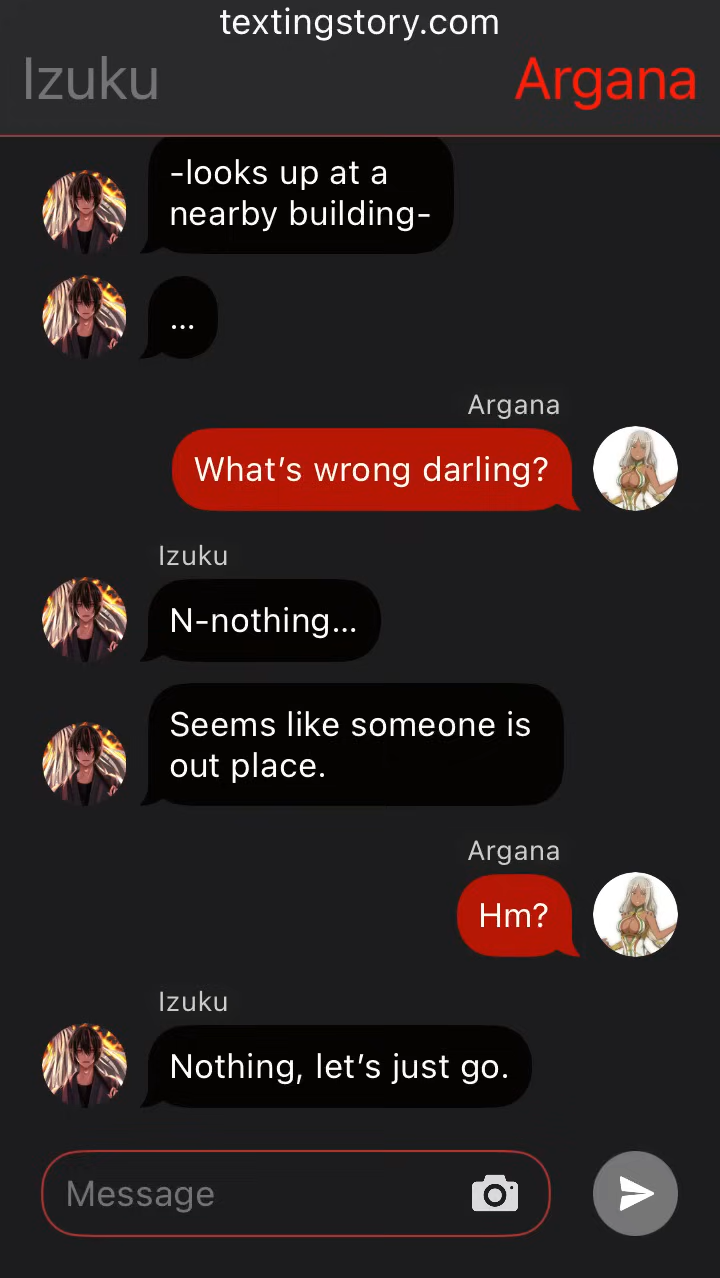 textingstory.com
Izuku
Argana
-looks up at a
nearby building-
...
Argana
What's wrong darling?
Izuku
N-nothing...
Seems like someone is
out place.
Argana
Hm?
Izuku
Nothing, let's just go.
Message